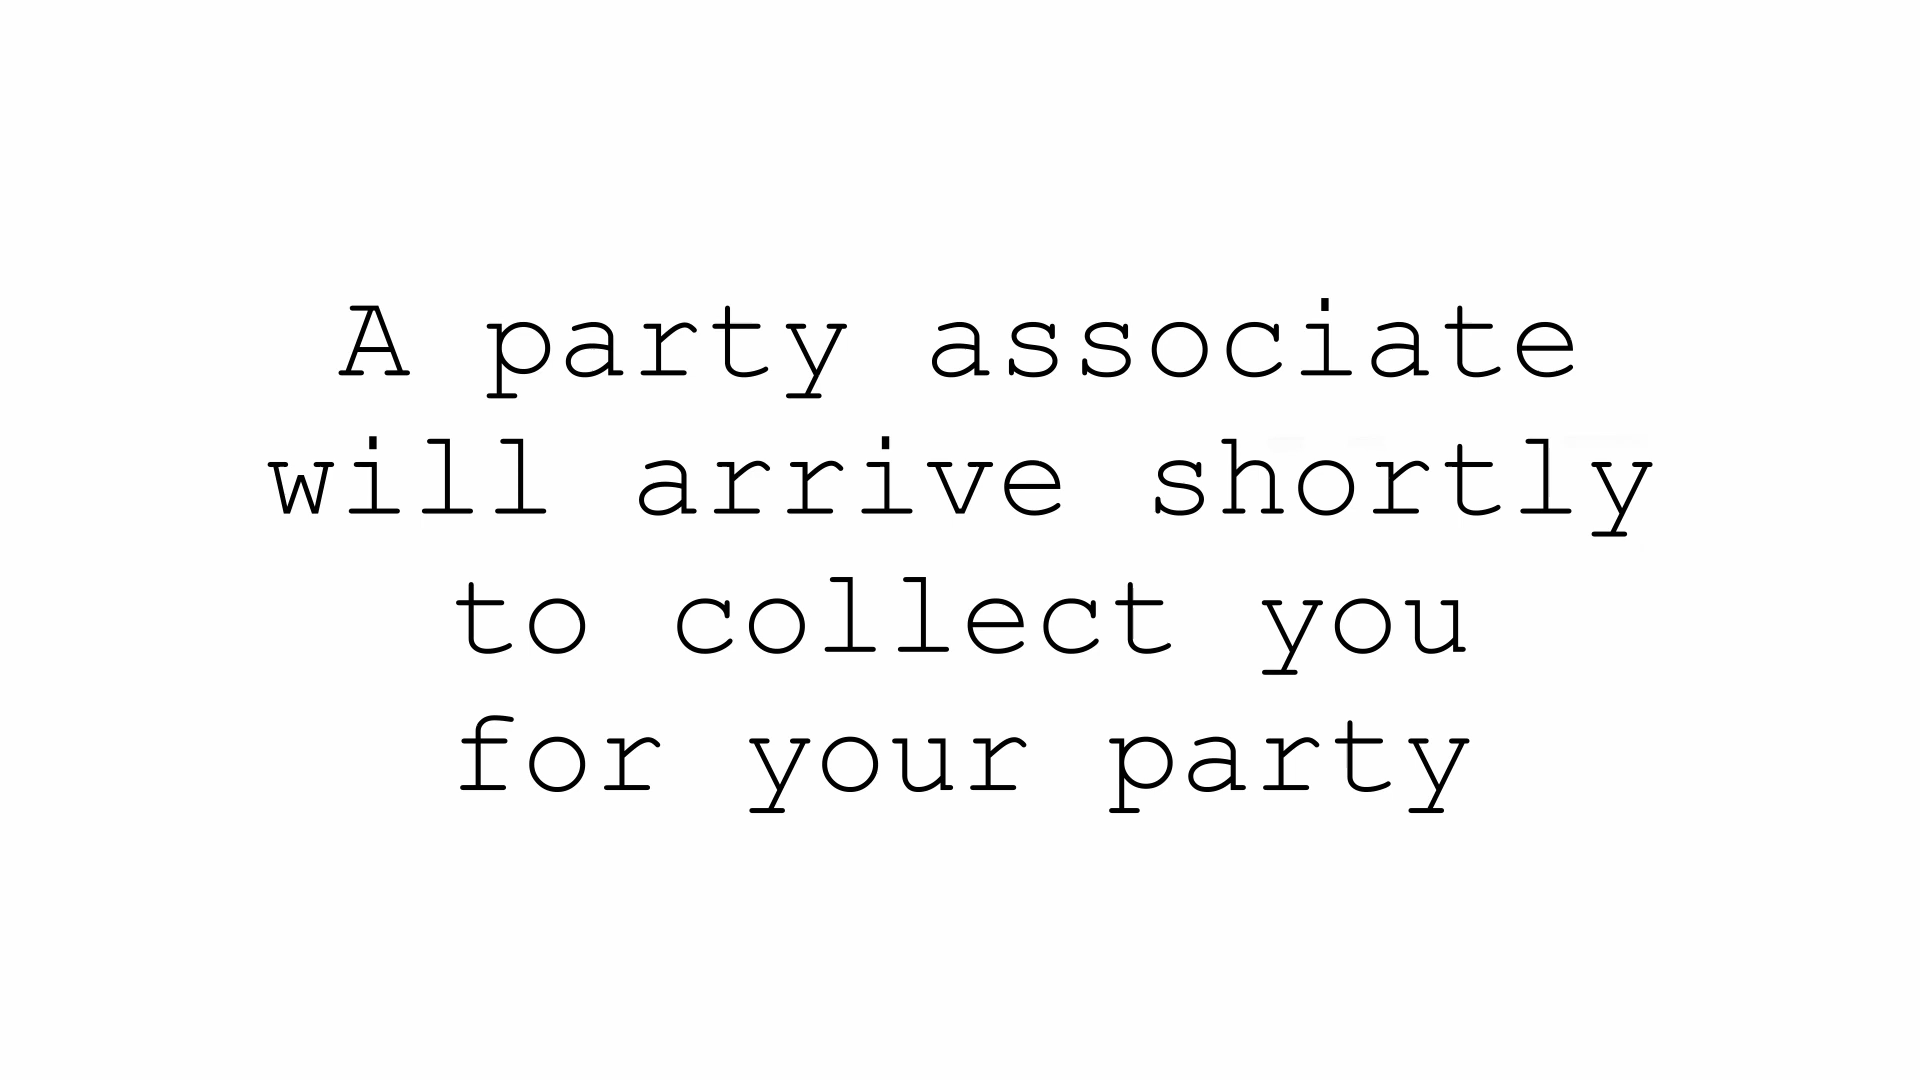 A party associate
will arrive shortly
to collect you
for your party